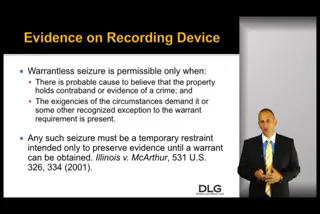 Evidence on Recording Device
Warrantless seizure is permissible only when:
There is probable cause to believe that the property
holds contraband or evidence of a crime; and
The exigencies of the circumstances demand it or
some other recognized exception to the warrant
requirement is present.
Any such seizure must be a temporary restraint
intended only to preserve evidence until a warrant
can be obtained. Illinois v. McArthur, 531 U.S.
326, 334 (2001).
DLG